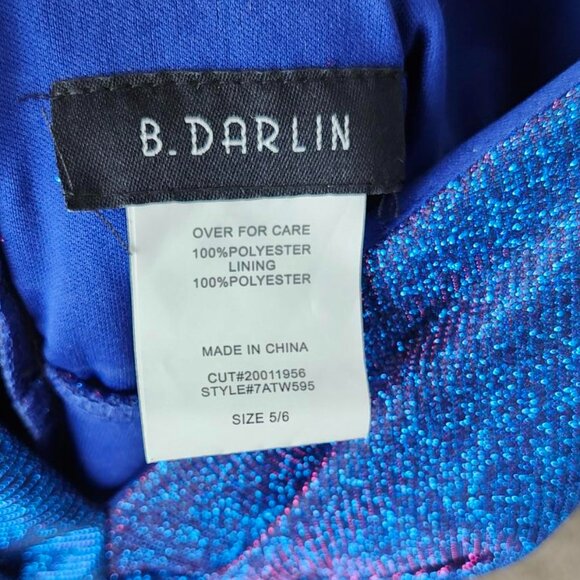 B. DARLIN
OVER FOR CARE
100%POLYESTER
LINING
100%POLYESTER
MADE IN CHINA
CUT#20011956
STYLE#7ATW595
SIZE 5/6